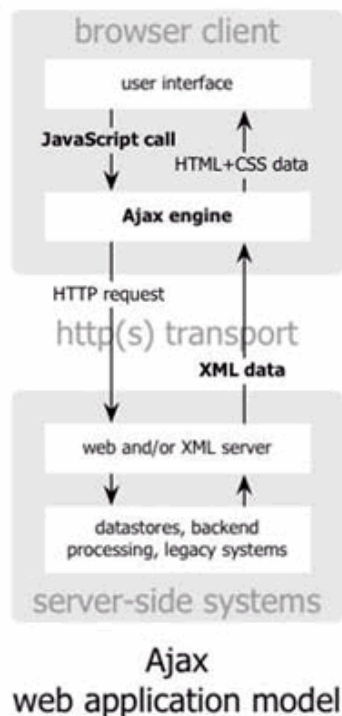 browser client
user interface
JavaScript call
HTML+CSS data
Ajax engine
HTTP request
http(s) transport
XML data
web and/or XML server
datastores, backend
processing, legacy systems
server-side systems
Ajax
web application model